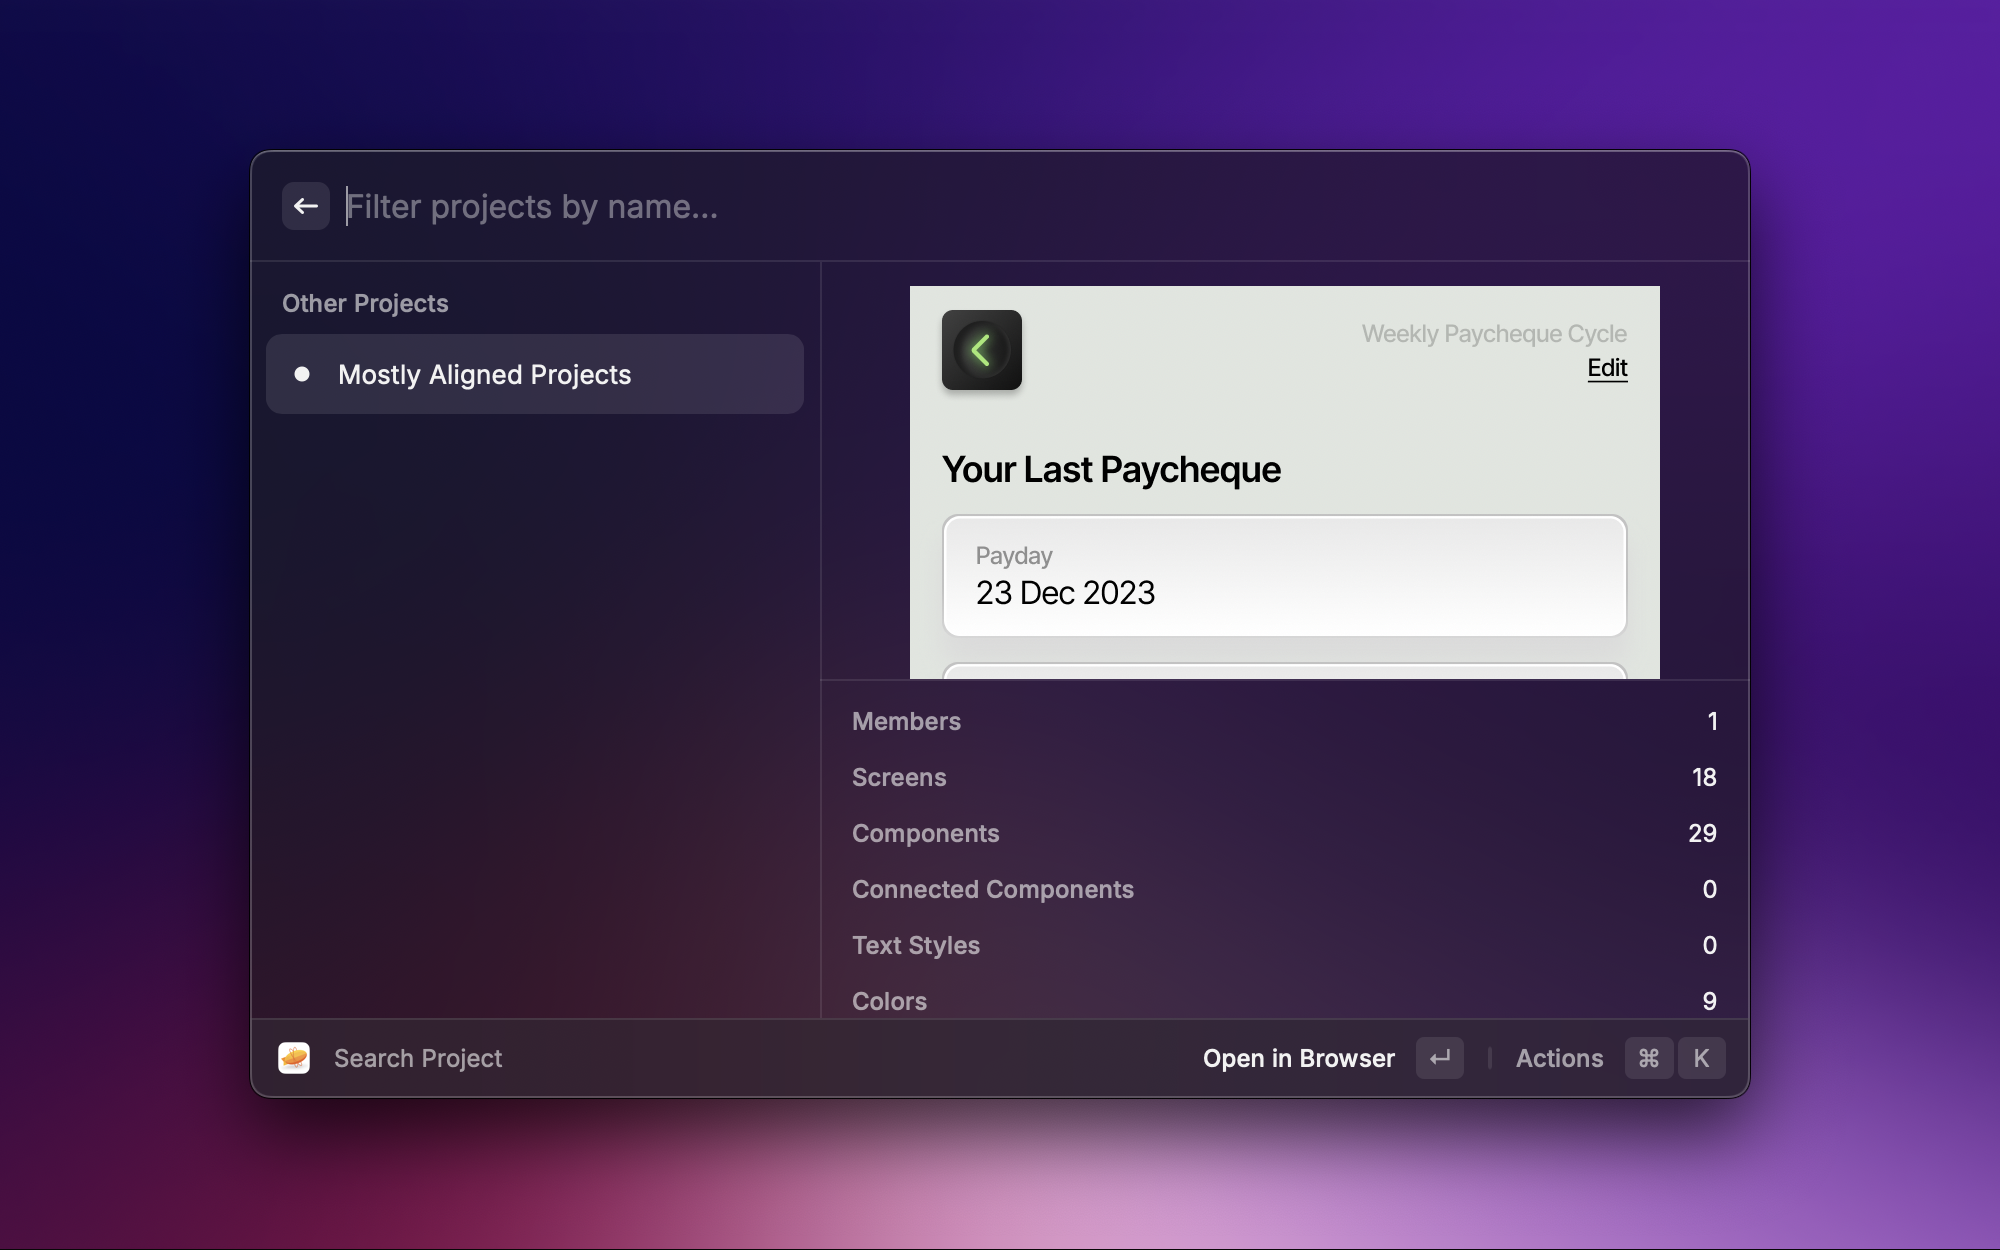 Filter projects by name...
Other Projects
Mostly Aligned Projects
Weekly Paycheque Cycle
Edit
Your Last Paycheque
Payday
23 Dec 2023
Members 1
Screens 18
Components 29
Connected Components 0
Text Styles 0
Colors 9
Search Project Open in Browser Actions ⌘ K